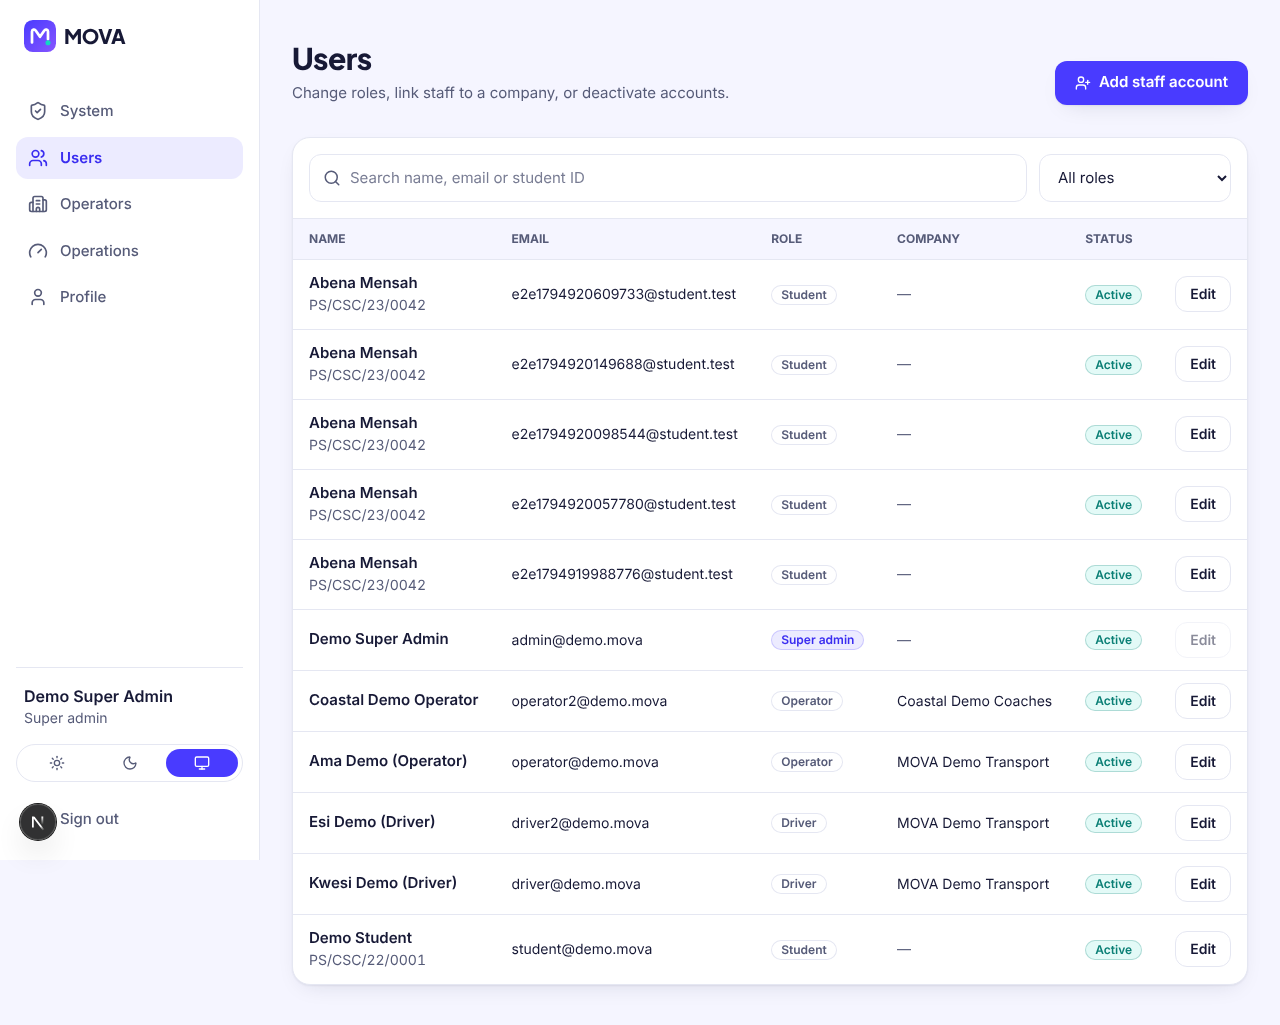 MOVA
System
Users
Operators
Operations
Profile
Demo Super Admin
Super admin
N
Sign out
Users
Change roles, link staff to a company, or deactivate accounts.
Add staff account
Search name, email or student ID
All roles
NAME EMAIL ROLE COMPANY STATUS
Abena Mensah
PS/CSC/23/0042
e2e1794920609733@student.test Student — Active Edit
Abena Mensah
PS/CSC/23/0042
e2e1794920149688@student.test Student — Active Edit
Abena Mensah
PS/CSC/23/0042
e2e1794920098544@student.test Student — Active Edit
Abena Mensah
PS/CSC/23/0042
e2e1794920057780@student.test Student — Active Edit
Abena Mensah
PS/CSC/23/0042
e2e1794919988776@student.test Student — Active Edit
Demo Super Admin admin@demo.mova Super admin — Active Edit
Coastal Demo Operator operator2@demo.mova Operator Coastal Demo Coaches Active Edit
Ama Demo (Operator) operator@demo.mova Operator MOVA Demo Transport Active Edit
Esi Demo (Driver) driver2@demo.mova Driver MOVA Demo Transport Active Edit
Kwesi Demo (Driver) driver@demo.mova Driver MOVA Demo Transport Active Edit
Demo Student
PS/CSC/22/0001
student@demo.mova Student — Active Edit